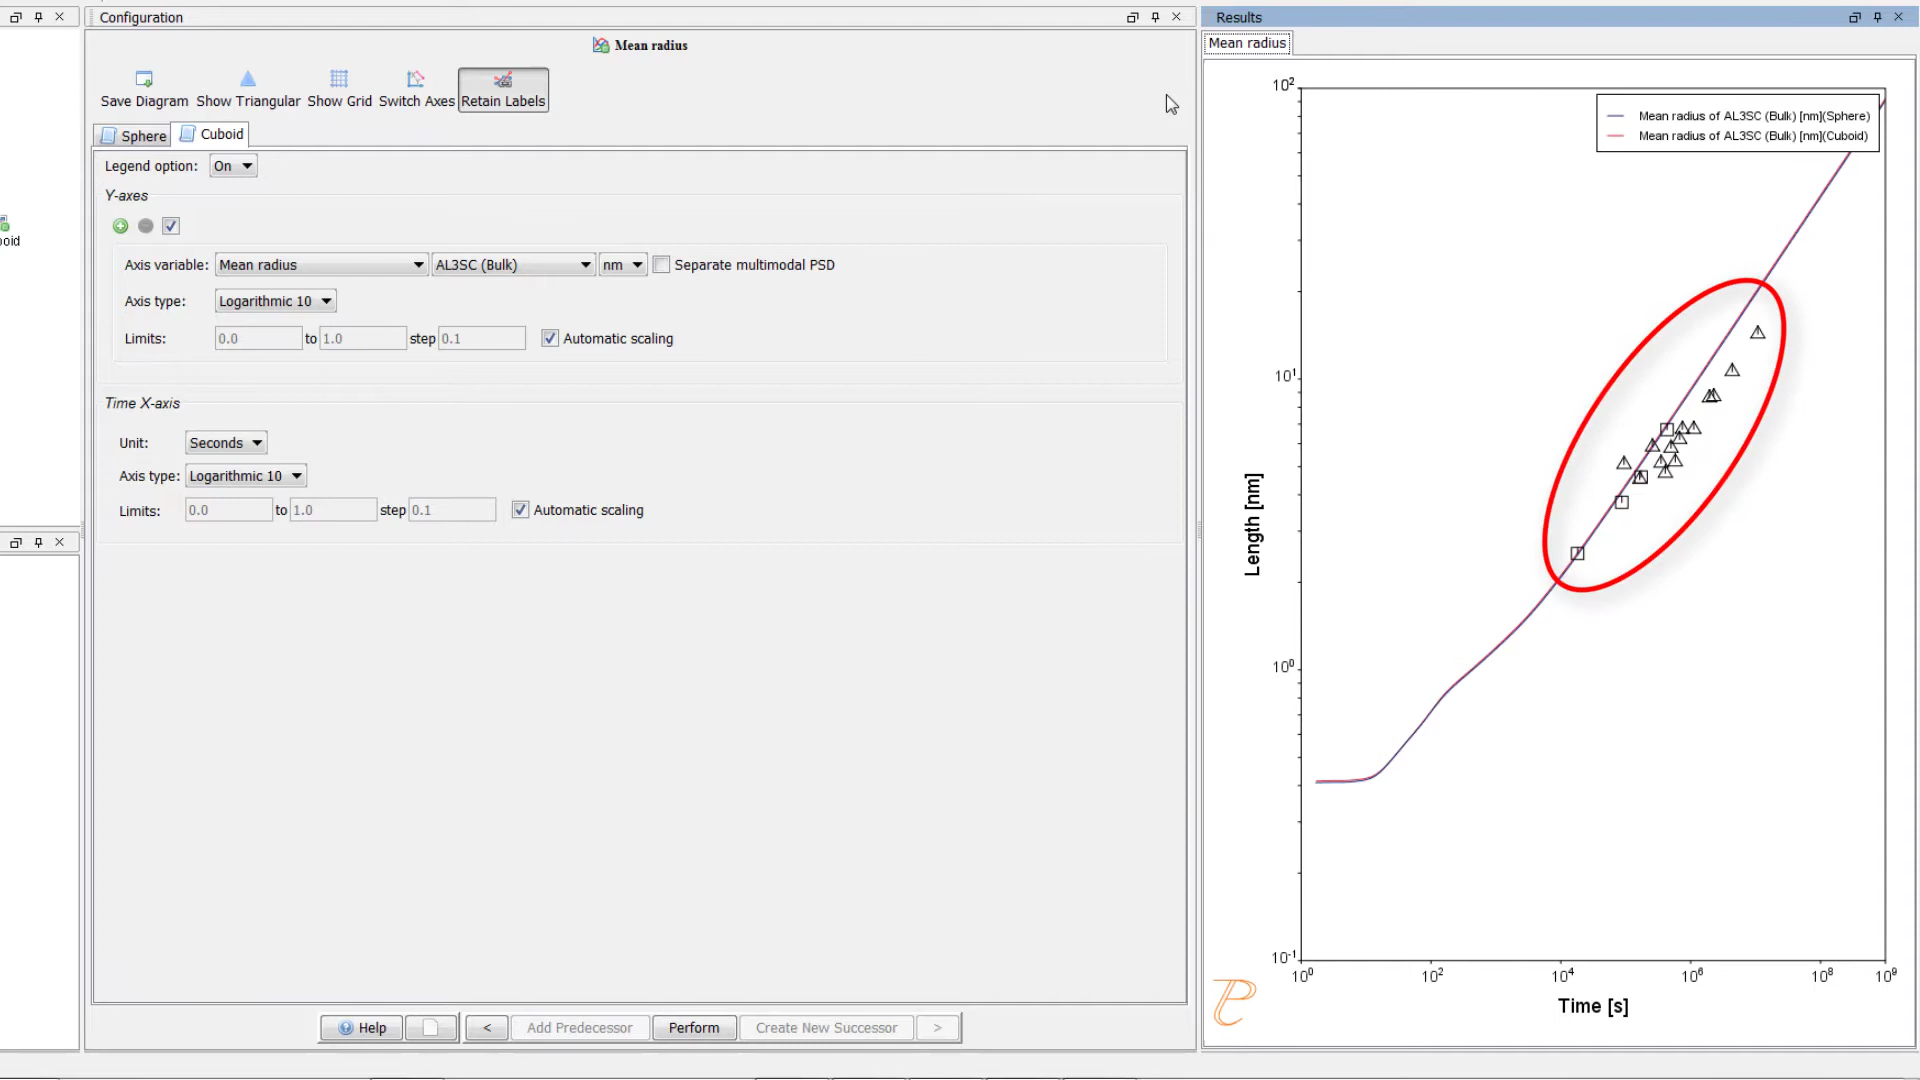 Configuration
Mean radius
Save Diagram
Show Triangular
Show Grid
Switch Axes
Retain Labels
Sphere
Cuboid
Legend option:
On
Y-axes
Axis variable:
Mean radius
AL3SC (Bulk)
nm
Separate multimodal PSD
Axis type:
Logarithmic 10
Limits:
0.0
to
1.0
step
0.1
Automatic scaling
Time X-axis
Unit:
Seconds
Axis type:
Logarithmic 10
Limits:
0.0
to
1.0
step
0.1
Automatic scaling
Help
<
Add Predecessor
Perform
Create New Successor
>
Results
Mean radius
Mean radius of AL3SC (Bulk) [nm](Sphere)
Mean radius of AL3SC (Bulk) [nm](Cuboid)
10²
10¹
10⁰
10⁻¹
Length [nm]
10⁰
10²
10⁴
10⁶
10⁸
10⁹
Time [s]